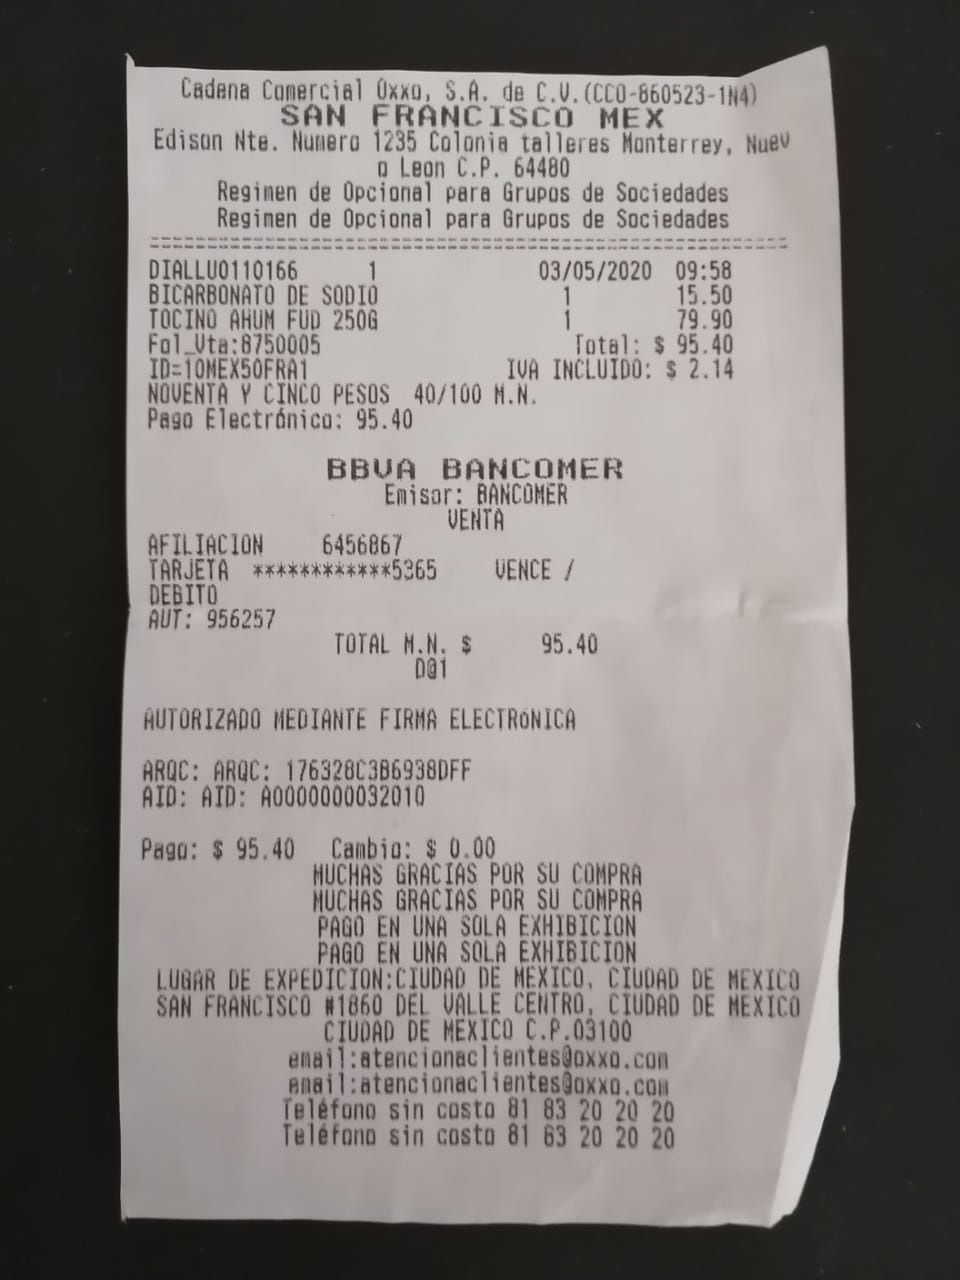 Cadena Comercial Oxxo, S.A. de C.V.(CCO-860523-1N4)
SAN FRANCISCO MEX
Edison Nte. Numero 1235 Colonia talleres Monterrey, Nuev
o Leon C.P. 64480
Regimen de Opcional para Grupos de Sociedades
Regimen de Opcional para Grupos de Sociedades
DIALLU0110166 1 03/05/2020 09:58
BICARBONATO DE SODIO 1 15.50
TOCINO AHUM FUD 250G 1 79.90
Fol_Vta:8750005 Total: $ 95.40
ID=10MEX50FRA1 IVA INCLUIDO: $ 2.14
NOVENTA Y CINCO PESOS 40/100 M.N.
Pago Electrónico: 95.40
BBVA BANCOMER
Emisor: BANCOMER
VENTA
AFILIACION 6456867
TARJETA ************5365 VENCE /
DEBITO
AUT: 956257
TOTAL M.N. $ 95.40
D@1
AUTORIZADO MEDIANTE FIRMA ELECTRóNICA
ARQC: ARQC: 176328C3B6938DFF
AID: AID: A0000000032010
Pago: $ 95.40 Cambio: $ 0.00
MUCHAS GRACIAS POR SU COMPRA
MUCHAS GRACIAS POR SU COMPRA
PAGO EN UNA SOLA EXHIBICION
PAGO EN UNA SOLA EXHIBICION
LUGAR DE EXPEDICION:CIUDAD DE MEXICO, CIUDAD DE MEXICO
SAN FRANCISCO #1860 DEL VALLE CENTRO, CIUDAD DE MEXICO
CIUDAD DE MEXICO C.P.03100
email:atencionaclientes@oxxo.com
email:atencionaclientes@oxxo.com
Teléfono sin costo 81 83 20 20 20
Teléfono sin costo 81 83 20 20 20